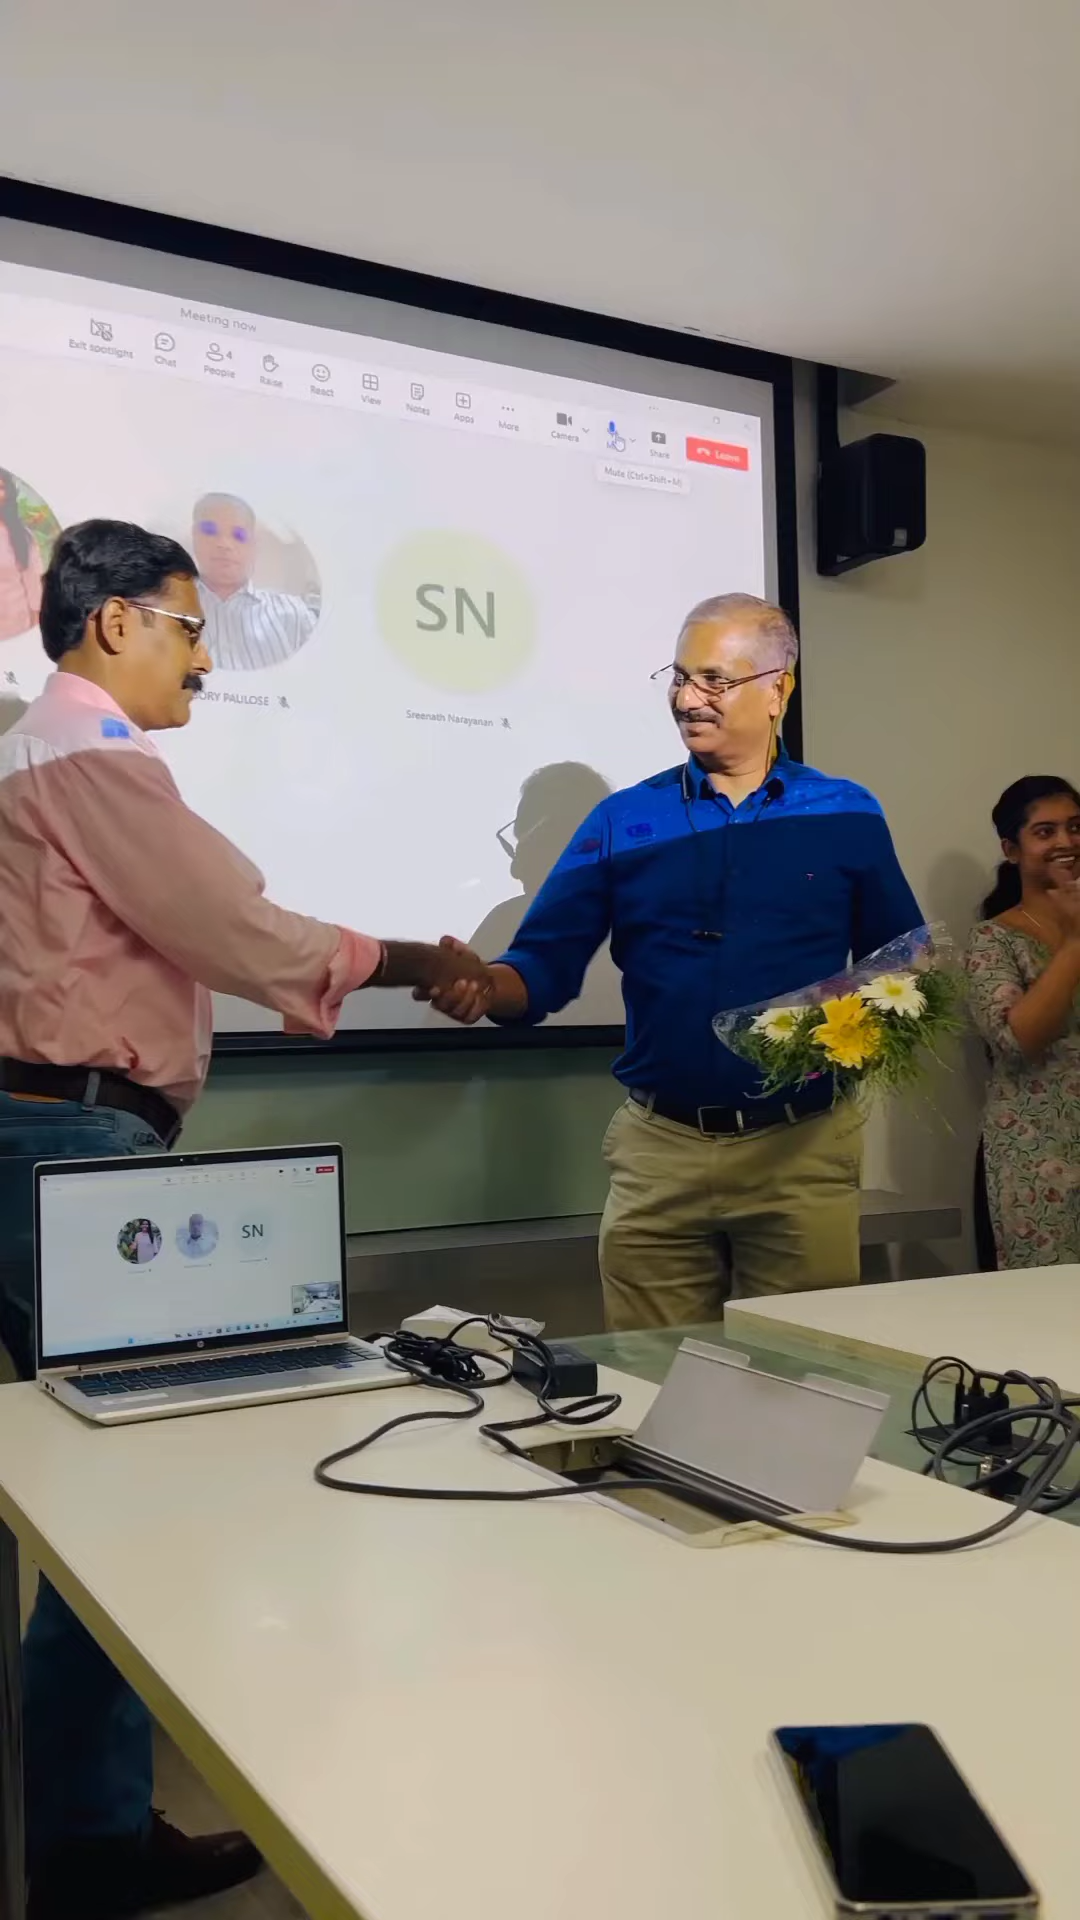 Meeting now
Exit spotlight
Chat
4
People
Raise
React
View
Notes
Apps
More
Camera
Share
Leave
Mute (Ctrl+Shift+M)
SN
ORY PAULOSE
Sreenath Narayanan
SN